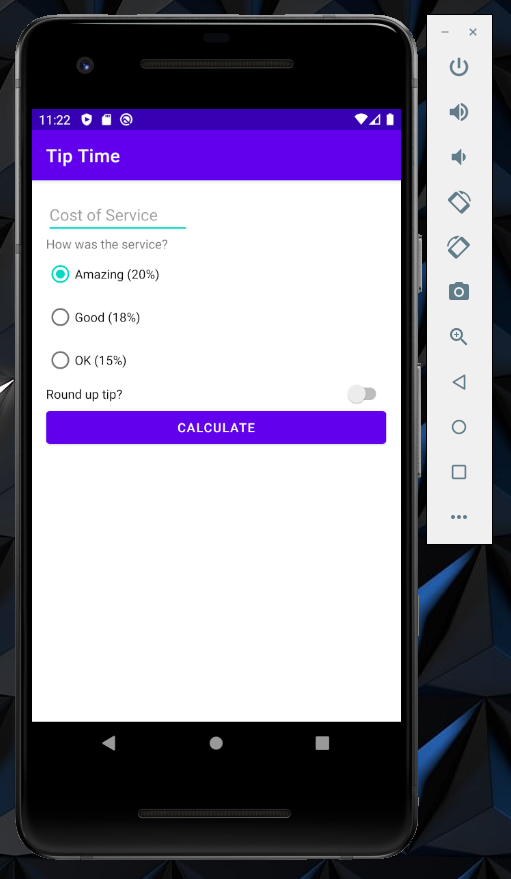 11:22
Tip Time
Cost of Service
How was the service?
Amazing (20%)
Good (18%)
OK (15%)
Round up tip?
CALCULATE